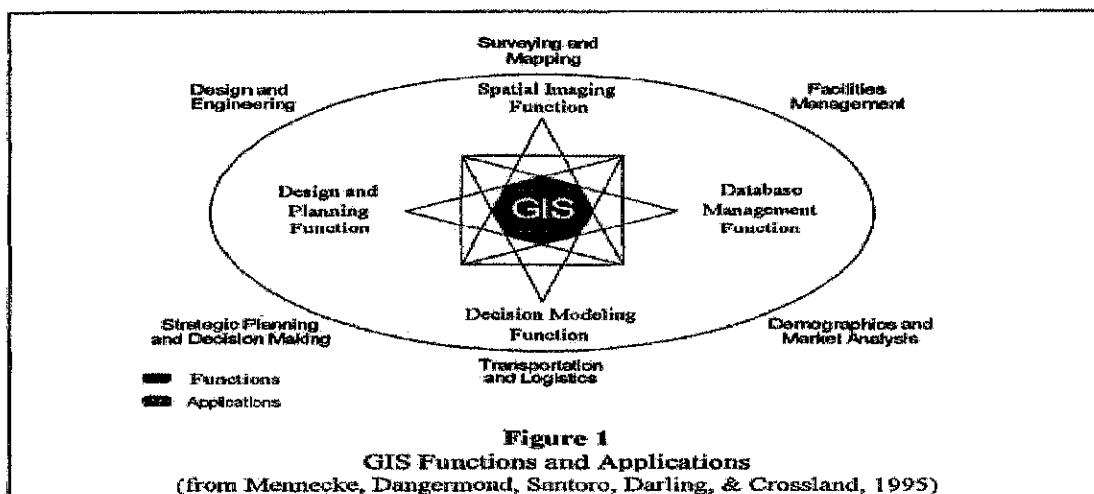 Surveying and
Mapping
Design and
Engineering
Facilities
Management
Spatial Imaging
Function
Design and
Planning
Function
GIS
Database
Management
Function
Decision Modeling
Function
Strategic Planning
and Decision Making
Demographics and
Market Analysis
Transportation
and Logistics
Functions
Applications
Figure 1
GIS Functions and Applications
(from Mennecke, Dangermond, Santoro, Darling, & Crossland, 1995)